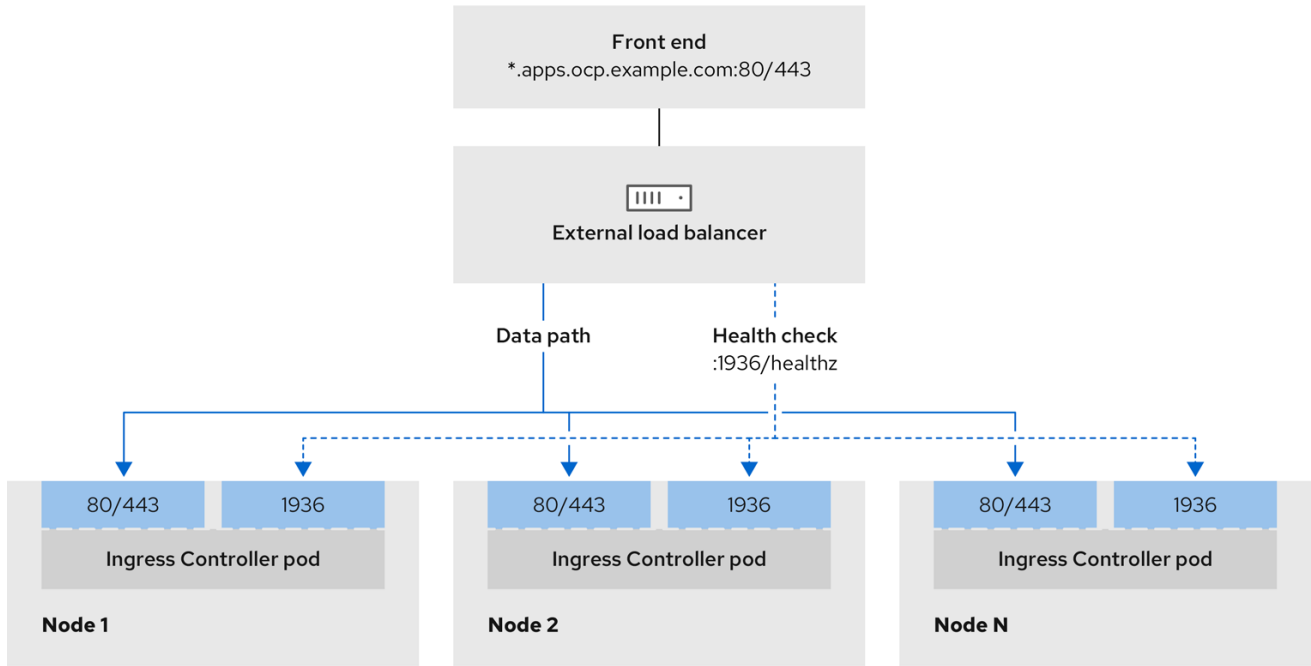 Front end
*.apps.ocp.example.com:80/443
External load balancer
Data path
Health check
:1936/healthz
80/443
1936
80/443
1936
80/443
1936
Ingress Controller pod
Ingress Controller pod
Ingress Controller pod
Node 1
Node 2
Node N